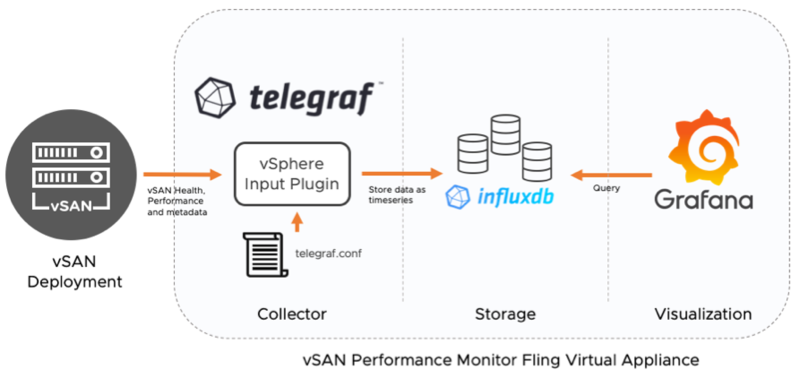 telegraf™
vSphere
Input Plugin
vSAN
vSAN Health,
Performance
and metadata
Store data as
timeseries
influxdb
Query
Grafana
telegraf.conf
vSAN
Deployment
Collector
Storage
Visualization
vSAN Performance Monitor Fling Virtual Appliance